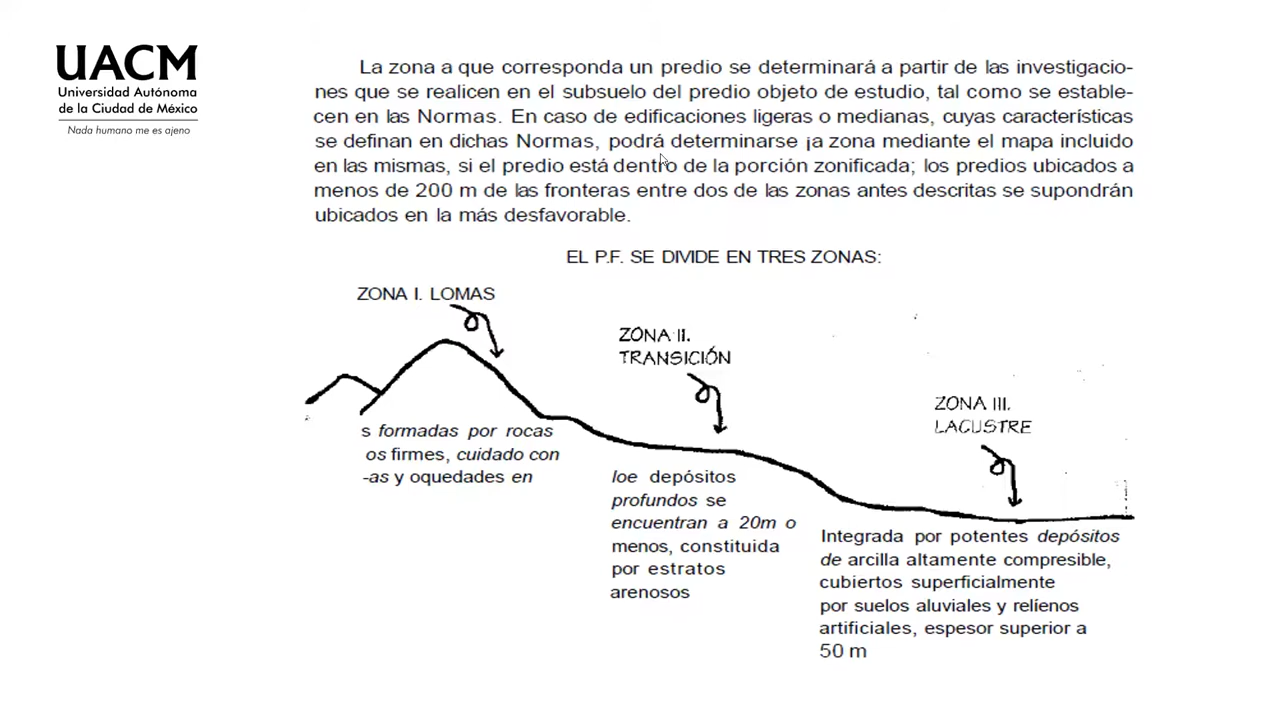 UACM
Universidad Autónoma
de la Ciudad de México
Nada humano me es ajeno
La zona a que corresponda un predio se determinará a partir de las investigacio-
nes que se realicen en el subsuelo del predio objeto de estudio, tal como se estable-
cen en las Normas. En caso de edificaciones ligeras o medianas, cuyas características
se definan en dichas Normas, podrá determinarse ¡a zona mediante el mapa incluido
en las mismas, si el predio está dentro de la porción zonificada; los predios ubicados a
menos de 200 m de las fronteras entre dos de las zonas antes descritas se supondrán
ubicados en la más desfavorable.
EL P.F. SE DIVIDE EN TRES ZONAS:
ZONA I. LOMAS
ZONA II.
TRANSICIÓN
ZONA III.
LACUSTRE
s formadas por rocas
os firmes, cuidado con
-as y oquedades en
loe depósitos
profundos se
encuentran a 20m o
menos, constituida
por estratos
arenosos
Integrada por potentes depósitos
de arcilla altamente compresible,
cubiertos superficialmente
por suelos aluviales y relíenos
artificiales, espesor superior a
50 m